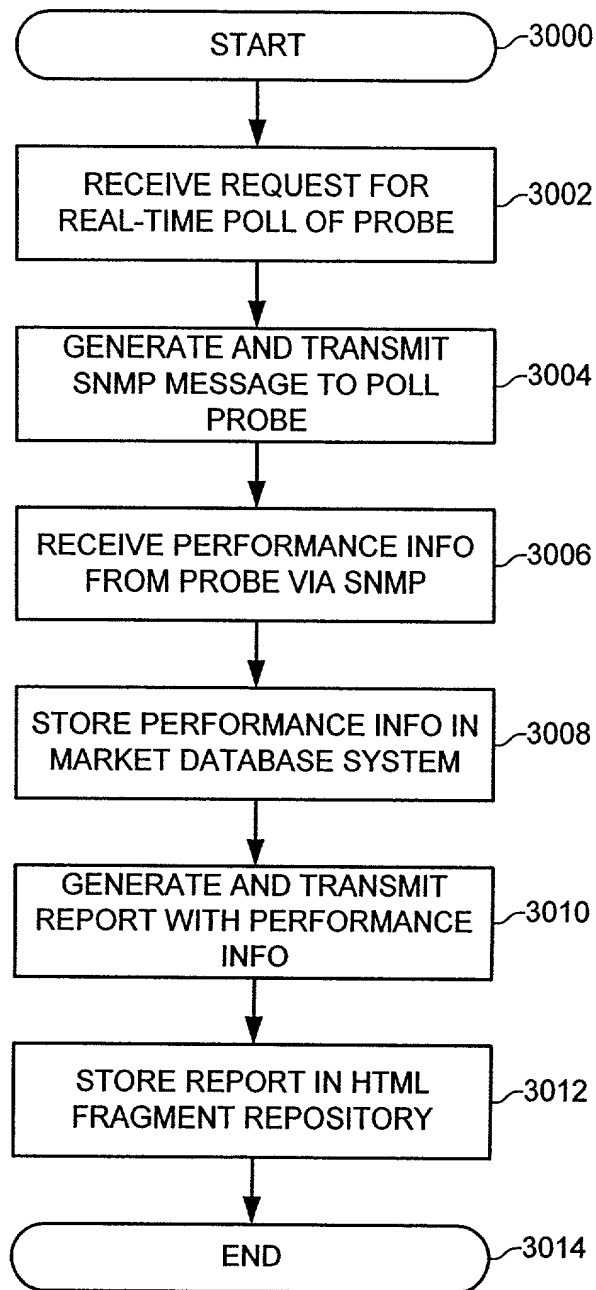 START
3000
RECEIVE REQUEST FOR
REAL-TIME POLL OF PROBE
3002
GENERATE AND TRANSMIT
SNMP MESSAGE TO POLL
PROBE
3004
RECEIVE PERFORMANCE INFO
FROM PROBE VIA SNMP
3006
STORE PERFORMANCE INFO IN
MARKET DATABASE SYSTEM
3008
GENERATE AND TRANSMIT
REPORT WITH PERFORMANCE
INFO
3010
STORE REPORT IN HTML
FRAGMENT REPOSITORY
3012
END
3014